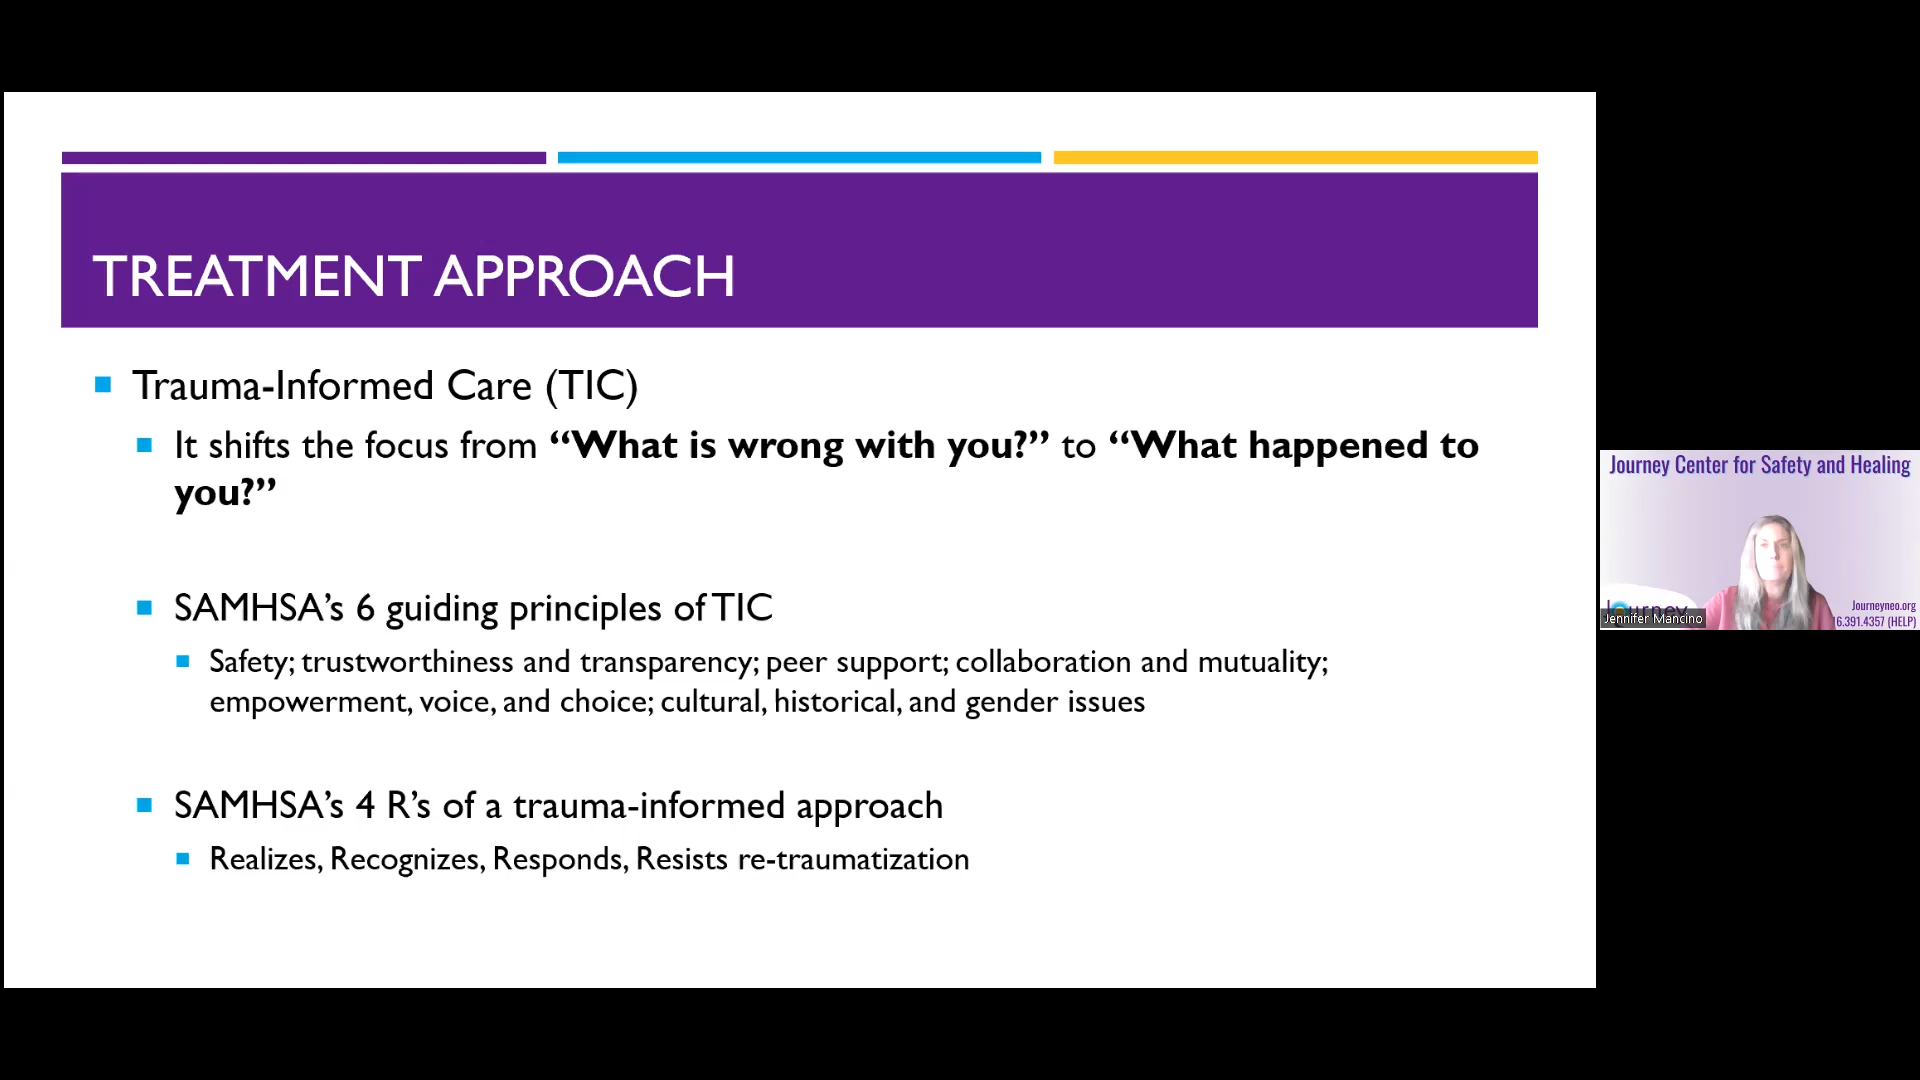 TREATMENT APPROACH
Trauma-Informed Care (TIC)
It shifts the focus from “What is wrong with you?” to “What happened to
you?”
SAMHSA’s 6 guiding principles of TIC
Safety; trustworthiness and transparency; peer support; collaboration and mutuality;
empowerment, voice, and choice; cultural, historical, and gender issues
SAMHSA’s 4 R’s of a trauma-informed approach
Realizes, Recognizes, Responds, Resists re-traumatization
Journey Center for Safety and Healing
Journey
Jennifer Mancino
Journeyneo.org
6.391.4357 (HELP)